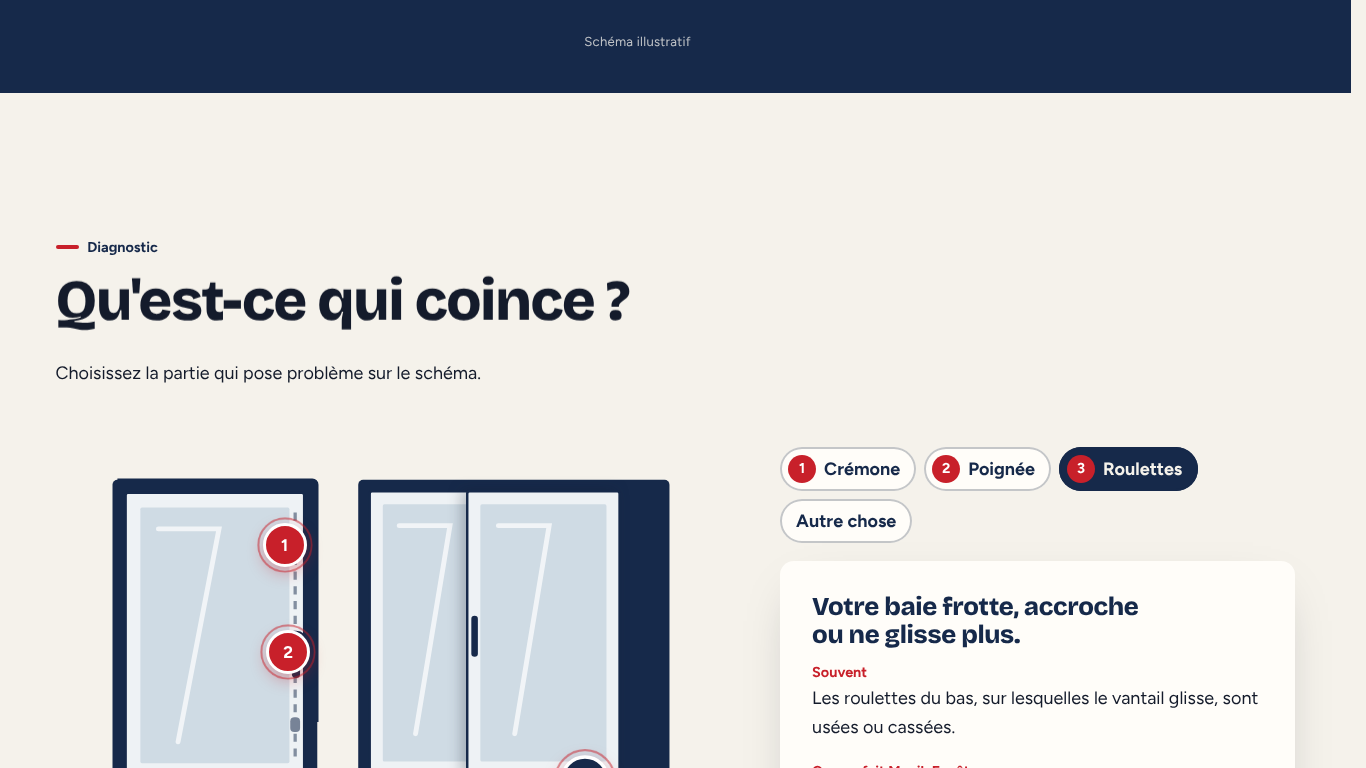 Schéma illustratif
Diagnostic
Qu'est-ce qui coince ?
Choisissez la partie qui pose problème sur le schéma.
1 Crémone
2 Poignée
3 Roulettes
Autre chose
1
2
Votre baie frotte, accroche
ou ne glisse plus.
Souvent
Les roulettes du bas, sur lesquelles le vantail glisse, sont
usées ou cassées.